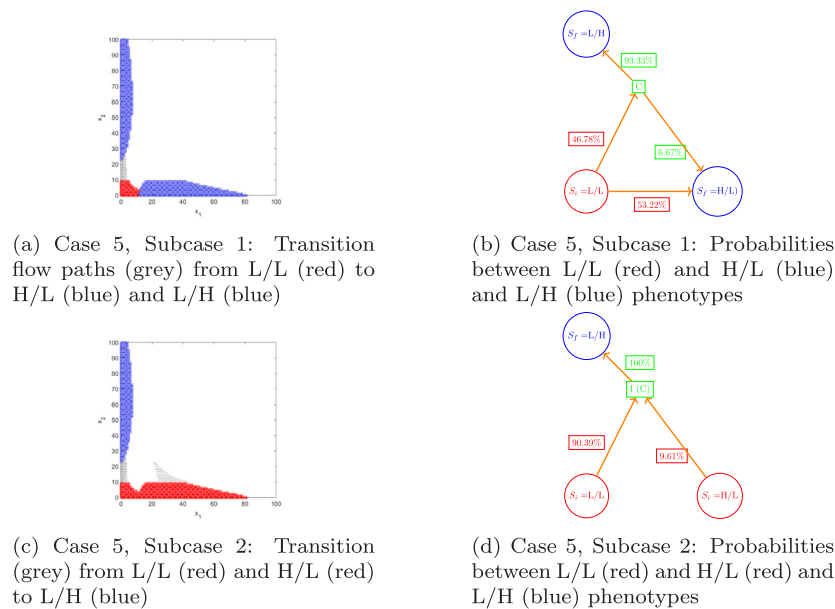 100
90
80
70
60
50
40
30
20
10
0
x2
0 20 40 60 80 100
x1
Sf =L/H
93.33%
C
46.78%
6.67%
Si =L/L
Sf =H/L)
53.22%
(a) Case 5, Subcase 1: Transition
flow paths (grey) from L/L (red) to
H/L (blue) and L/H (blue)
(b) Case 5, Subcase 1: Probabilities
between L/L (red) and H/L (blue)
and L/H (blue) phenotypes
100
90
80
70
60
50
40
30
20
10
0
x2
0 20 40 60 80 100
x1
Sf =L/H
100%
I (C)
90.39%
9.61%
Si =L/L
Si =H/L
(c) Case 5, Subcase 2: Transition
(grey) from L/L (red) and H/L (red)
to L/H (blue)
(d) Case 5, Subcase 2: Probabilities
between L/L (red) and H/L (red) and
L/H (blue) phenotypes